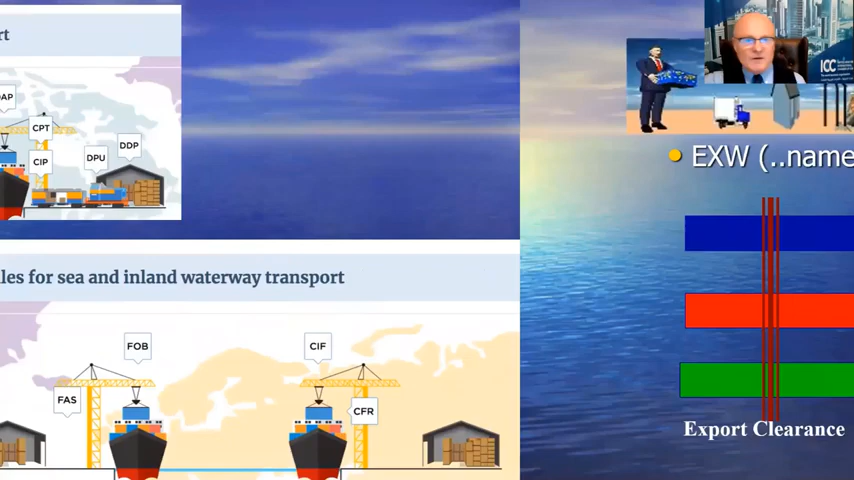 rt
AP
CPT
CIP
DPU
DDP
les for sea and inland waterway transport
FOB
CIF
FAS
CFR
ICC
EXW (..name
Export Clearance